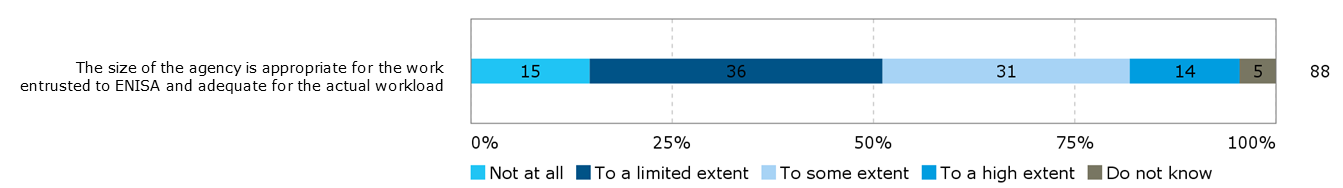 The size of the agency is appropriate for the work
entrusted to ENISA and adequate for the actual workload
15 36 31 14 5 88
0% 25% 50% 75% 100%
Not at all To a limited extent To some extent To a high extent Do not know